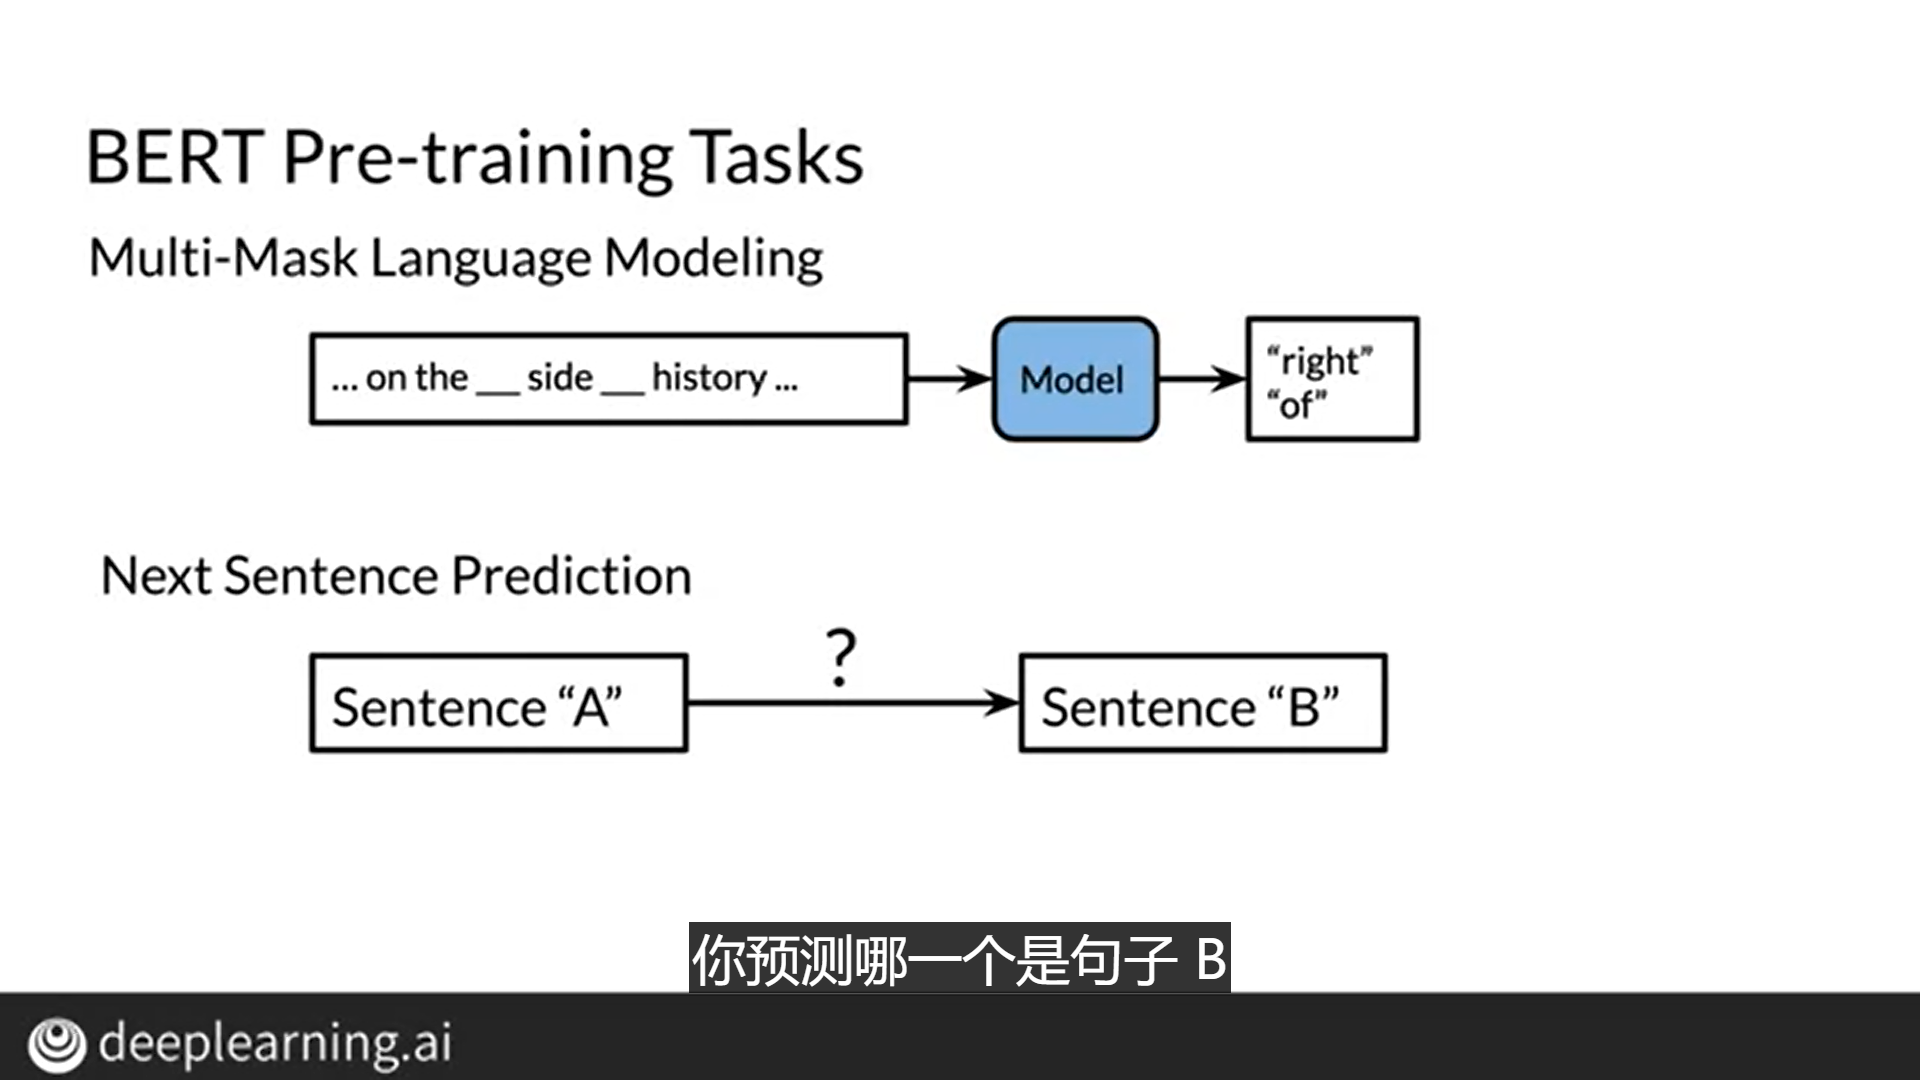 BERT Pre-training Tasks
Multi-Mask Language Modeling
... on the __ side __ history ...
Model
“right”
“of”
Next Sentence Prediction
?
Sentence “A”
Sentence “B”
你预测哪一个是句子 B
deeplearning.ai